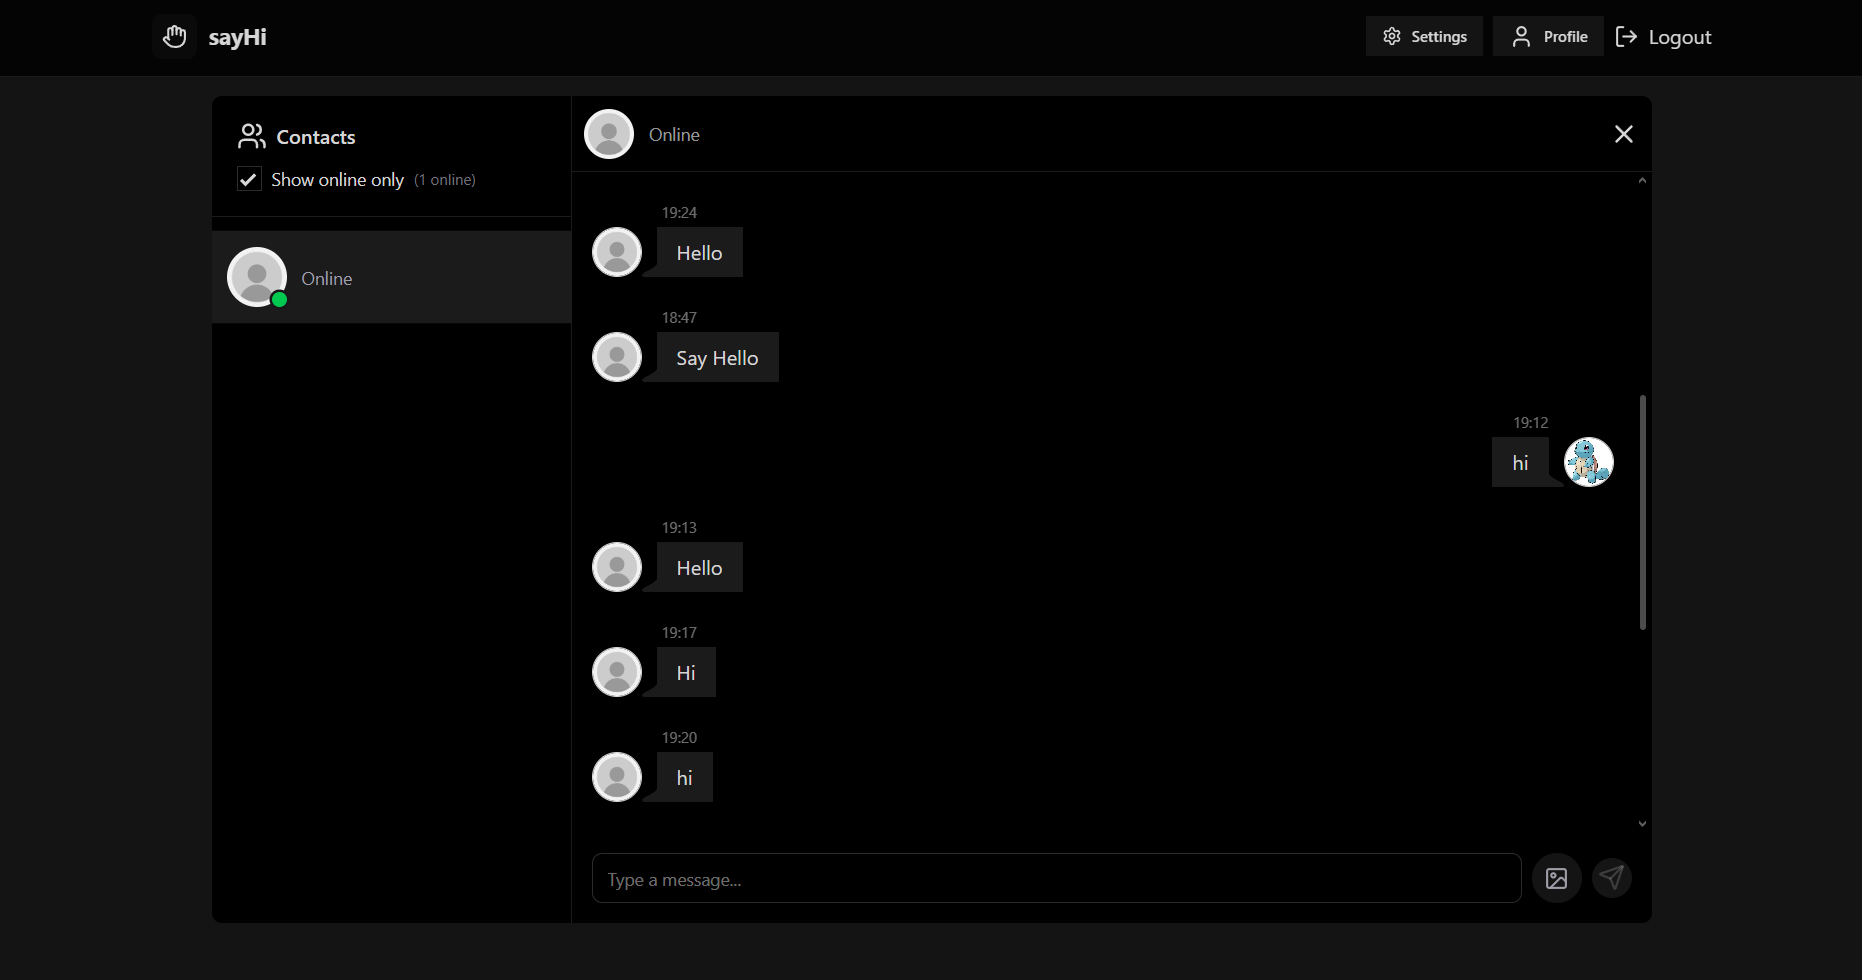 sayHi
Settings
Profile
Logout
Contacts
Show online only (1 online)
Online
Online
19:24
Hello
18:47
Say Hello
19:12
hi
19:13
Hello
19:17
Hi
19:20
hi
Type a message...